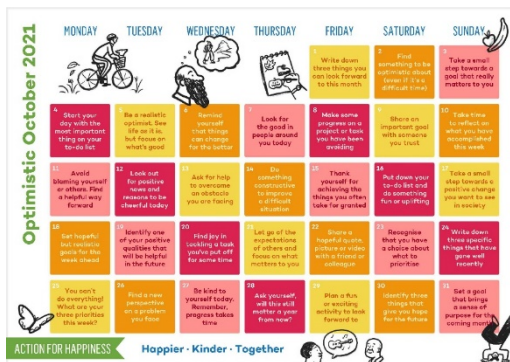 Optimistic October 2021
MONDAY TUESDAY WEDNESDAY THURSDAY FRIDAY SATURDAY SUNDAY
1
Write down
three things you
can look forward
to this month
2
Find
something to be
optimistic about
(even if it's a
difficult time)
3
Take a small
step towards a
goal that really
matters to you
4
Start your
day with the
most important
thing on your
to-do list
5
Be a realistic
optimist. See
life as it is,
but focus on
what's good
6
Remind
yourself
that things
can change
for the better
7
Look for
the good in
people around
you today
8
Make some
progress on a
project or task
you have been
avoiding
9
Share an
important goal
with someone
you trust
10
Take time
to reflect on
what you have
accomplished
this week
11
Avoid
blaming yourself
or others. Find
a helpful way
forward
12
Look out
for positive
news and
reasons to be
cheerful today
13
Ask for help
to overcome
an obstacle
you are facing
14
Do
something
constructive
to improve
a difficult
situation
15
Thank
yourself for
achieving the
things you often
take for granted
16
Put down your
to-do list and
do something
fun or uplifting
17
Take a small
step towards a
positive change
you want to see
in society
18
Set hopeful
but realistic
goals for the
week ahead
19
Identify one
of your positive
qualities that
will be helpful
in the future
20
Find joy in
tackling a task
you've put off
for some time
21
Let go of the
expectations
of others and
focus on what
matters to you
22
Share a
hopeful quote,
picture or video
with a friend or
colleague
23
Recognise
that you have
a choice about
what to
prioritise
24
Write down
three specific
things that have
gone well
recently
25
You can't
do everything!
What are your
three priorities
this week?
26
Find a new
perspective
on a problem
you face
27
Be kind to
yourself today.
Remember,
progress takes
time
28
Ask yourself,
will this still
matter a year
from now?
29
Plan a fun
or exciting
activity to look
forward to
30
Identify three
things that
give you hope
for the future
31
Set a goal
that brings
a sense of
purpose for the
coming month
ACTION FOR HAPPINESS
Happier · Kinder · Together